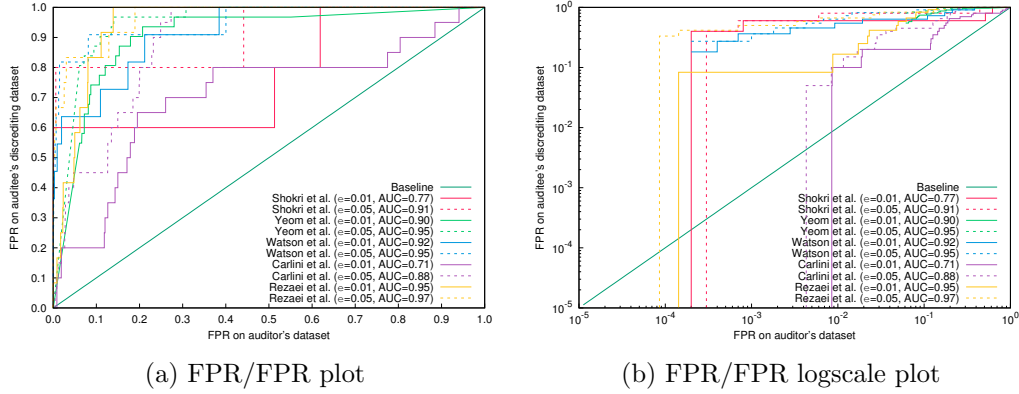 1.0
0.9
0.8
0.7
0.6
0.5
0.4
0.3
0.2
0.1
0.0
FPR on auditee's discrediting dataset
Baseline
Shokri et al. (e=0.01, AUC=0.77)
Shokri et al. (e=0.05, AUC=0.91)
Yeom et al. (e=0.01, AUC=0.90)
Yeom et al. (e=0.05, AUC=0.95)
Watson et al. (e=0.01, AUC=0.92)
Watson et al. (e=0.05, AUC=0.95)
Carlini et al. (e=0.01, AUC=0.71)
Carlini et al. (e=0.05, AUC=0.88)
Rezaei et al. (e=0.01, AUC=0.95)
Rezaei et al. (e=0.05, AUC=0.97)
0.0 0.1 0.2 0.3 0.4 0.5 0.6 0.7 0.8 0.9 1.0
FPR on auditor's dataset
(a) FPR/FPR plot
10^0
10^-1
10^-2
10^-3
10^-4
10^-5
FPR on auditee's discrediting dataset
Baseline
Shokri et al. (e=0.01, AUC=0.77)
Shokri et al. (e=0.05, AUC=0.91)
Yeom et al. (e=0.01, AUC=0.90)
Yeom et al. (e=0.05, AUC=0.95)
Watson et al. (e=0.01, AUC=0.92)
Watson et al. (e=0.05, AUC=0.95)
Carlini et al. (e=0.01, AUC=0.71)
Carlini et al. (e=0.05, AUC=0.88)
Rezaei et al. (e=0.01, AUC=0.95)
Rezaei et al. (e=0.05, AUC=0.97)
10^-5 10^-4 10^-3 10^-2 10^-1 10^0
FPR on auditor's dataset
(b) FPR/FPR logscale plot